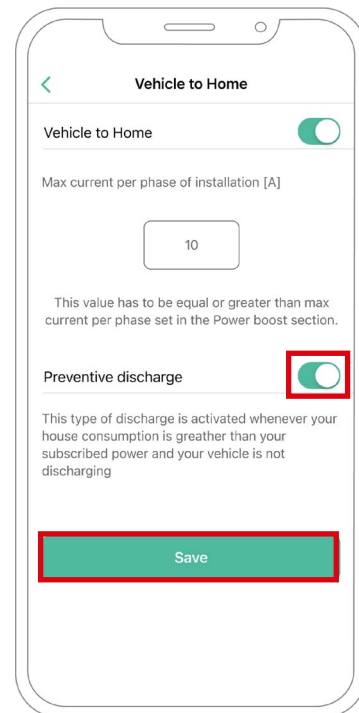 Vehicle to Home
Vehicle to Home
Max current per phase of installation [A]
10
This value has to be equal or greater than max
current per phase set in the Power boost section.
Preventive discharge
This type of discharge is activated whenever your
house consumption is greather than your
subscribed power and your vehicle is not
discharging
Save